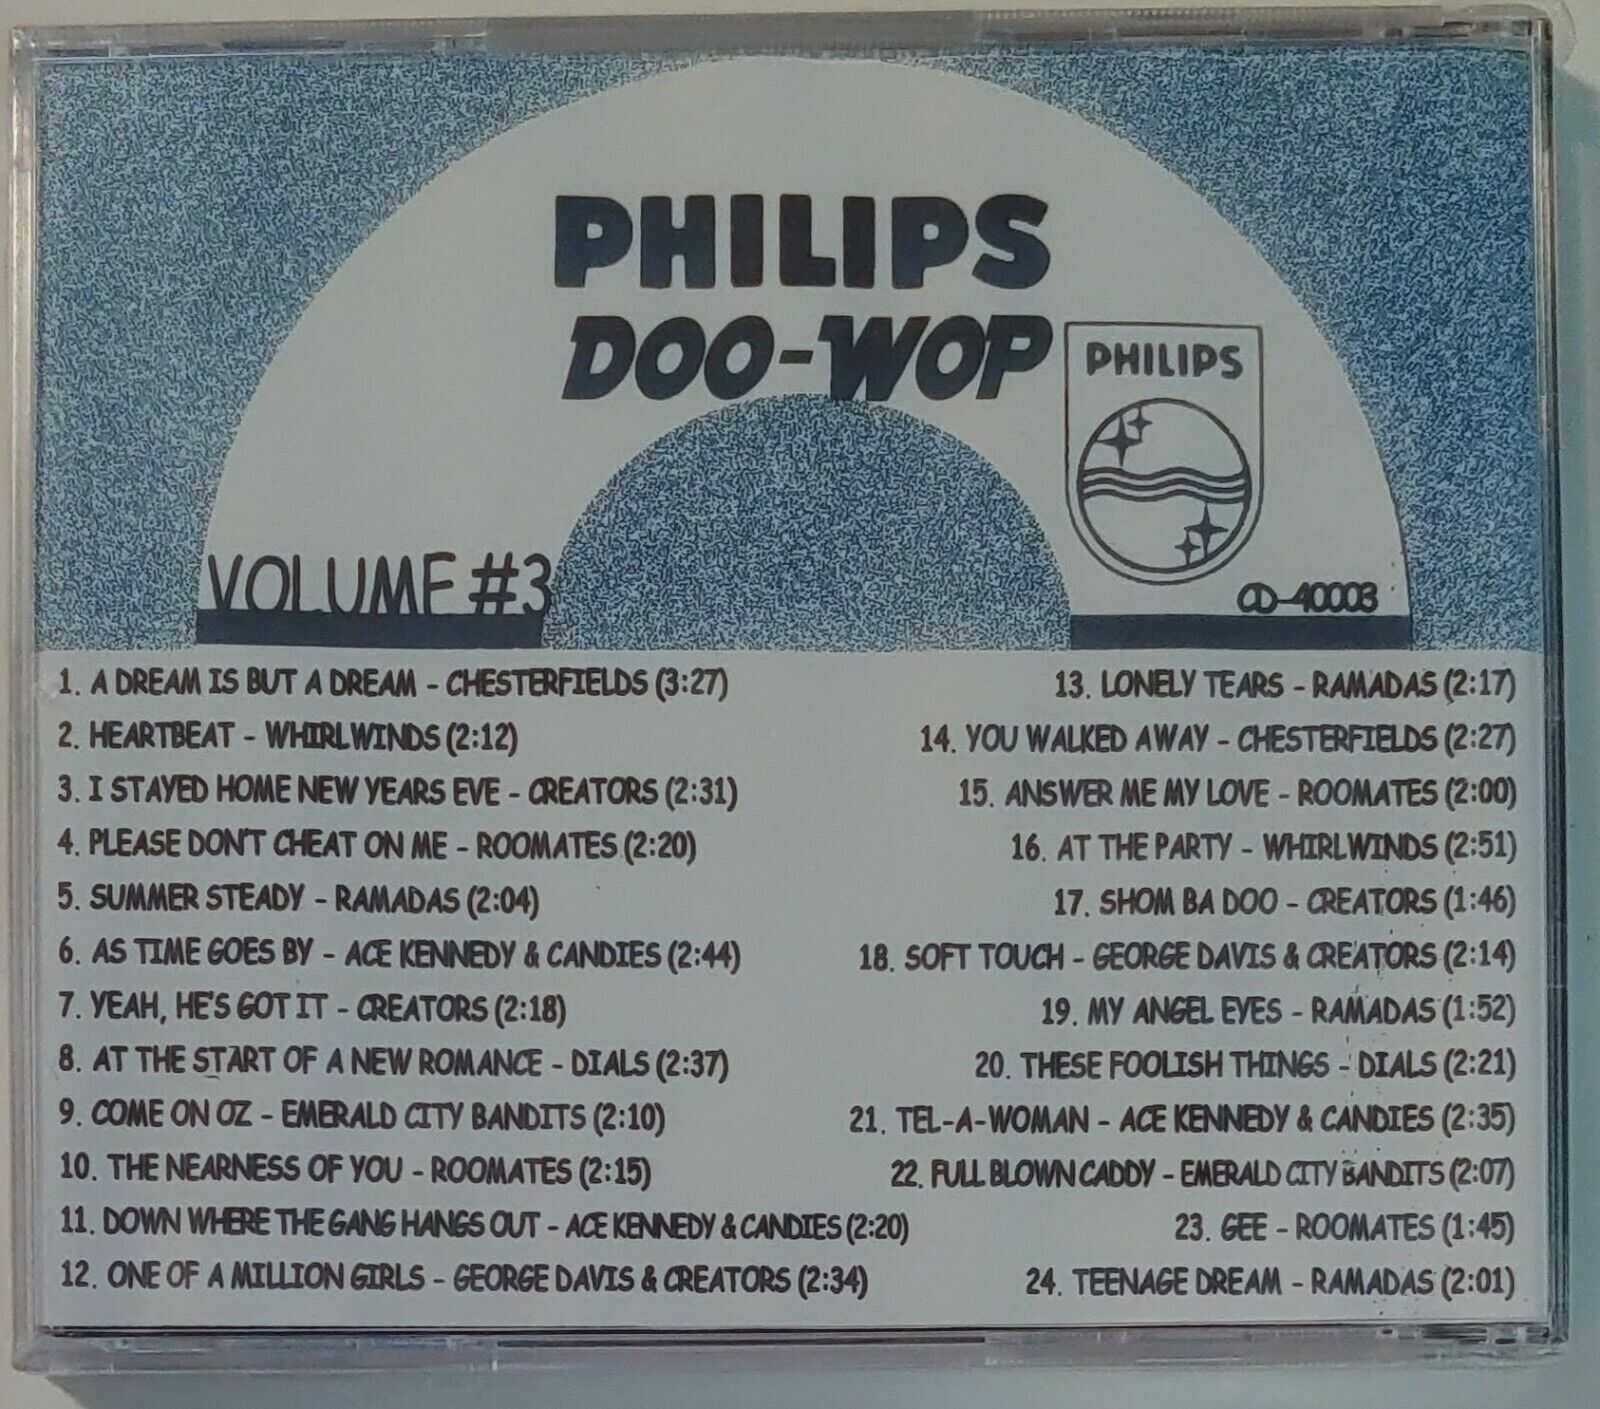 PHILIPS
DOO-WOP
PHILIPS
VOLUME #3
CD-40003
1. A DREAM IS BUT A DREAM - CHESTERFIELDS (3:27)
2. HEARTBEAT - WHIRLWINDS (2:12)
3. I STAYED HOME NEW YEARS EVE - CREATORS (2:31)
4. PLEASE DON'T CHEAT ON ME - ROOMATES (2:20)
5. SUMMER STEADY - RAMADAS (2:04)
6. AS TIME GOES BY - ACE KENNEDY & CANDIES (2:44)
7. YEAH, HE'S GOT IT - CREATORS (2:18)
8. AT THE START OF A NEW ROMANCE - DIALS (2:37)
9. COME ON OZ - EMERALD CITY BANDITS (2:10)
10. THE NEARNESS OF YOU - ROOMATES (2:15)
11. DOWN WHERE THE GANG HANGS OUT - ACE KENNEDY & CANDIES (2:20)
12. ONE OF A MILLION GIRLS - GEORGE DAVIS & CREATORS (2:34)
13. LONELY TEARS - RAMADAS (2:17)
14. YOU WALKED AWAY - CHESTERFIELDS (2:27)
15. ANSWER ME MY LOVE - ROOMATES (2:00)
16. AT THE PARTY - WHIRLWINDS (2:51)
17. SHOM BA DOO - CREATORS (1:46)
18. SOFT TOUCH - GEORGE DAVIS & CREATORS (2:14)
19. MY ANGEL EYES - RAMADAS (1:52)
20. THESE FOOLISH THINGS - DIALS (2:21)
21. TEL-A-WOMAN - ACE KENNEDY & CANDIES (2:35)
22. FULL BLOWN CADDY - EMERALD CITY BANDITS (2:07)
23. GEE - ROOMATES (1:45)
24. TEENAGE DREAM - RAMADAS (2:01)